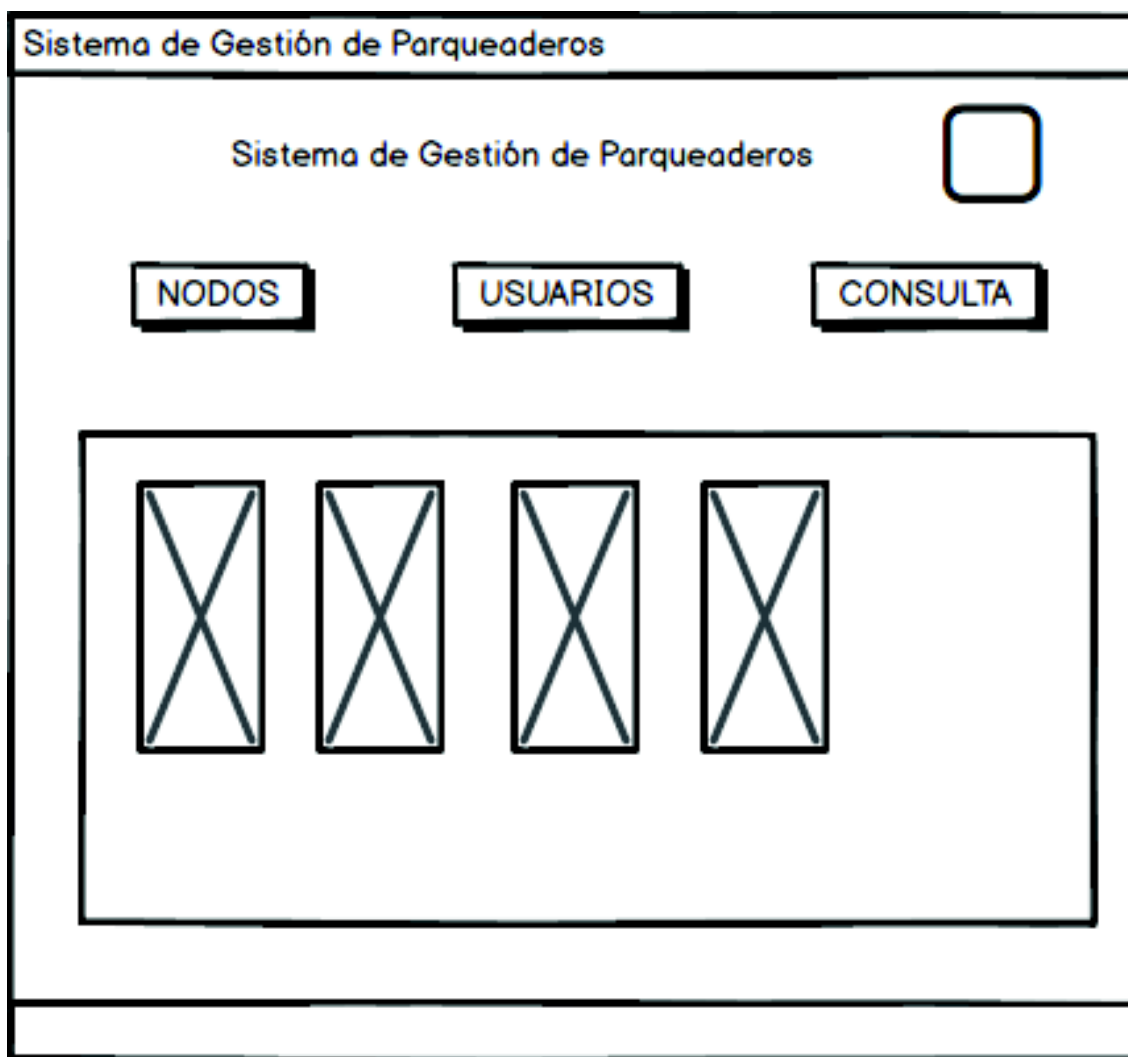 Sistema de Gestión de Parqueaderos
Sistema de Gestión de Parqueaderos
NODOS
USUARIOS
CONSULTA